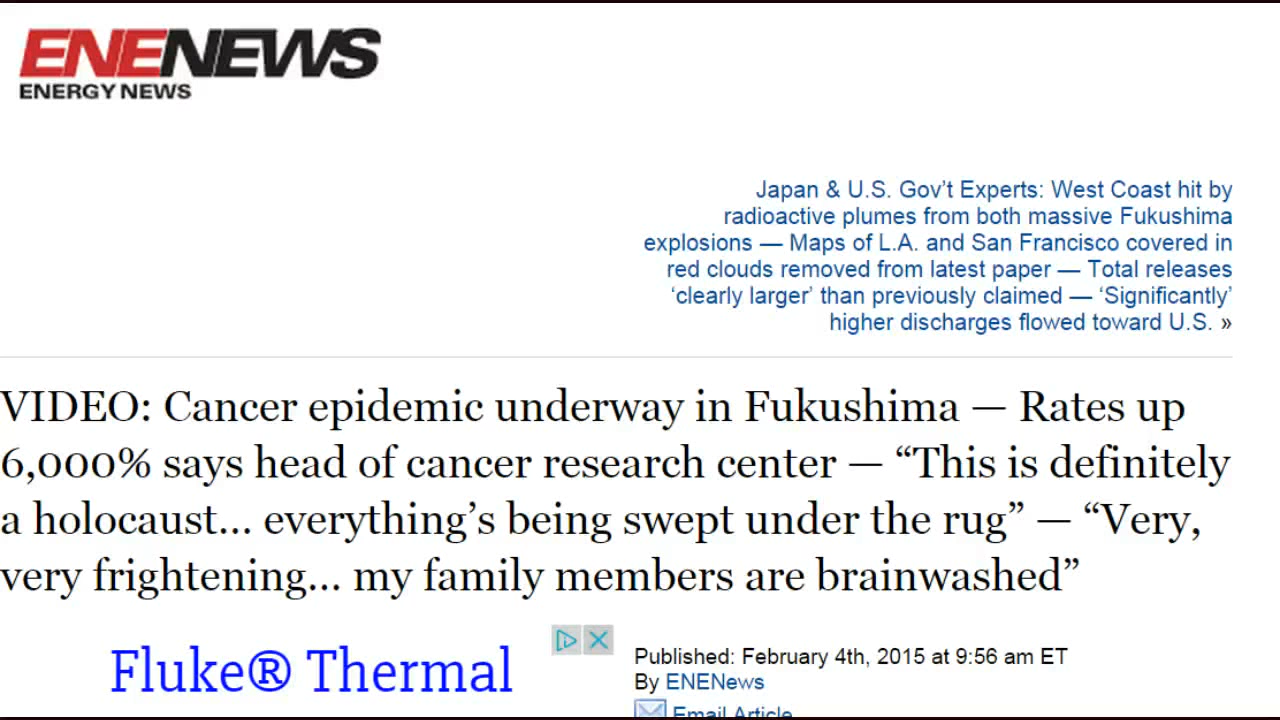 ENENEWS
ENERGY NEWS
Japan & U.S. Gov’t Experts: West Coast hit by
radioactive plumes from both massive Fukushima
explosions — Maps of L.A. and San Francisco covered in
red clouds removed from latest paper — Total releases
‘clearly larger’ than previously claimed — ‘Significantly’
higher discharges flowed toward U.S. »
VIDEO: Cancer epidemic underway in Fukushima — Rates up
6,000% says head of cancer research center — “This is definitely
a holocaust... everything’s being swept under the rug” — “Very,
very frightening... my family members are brainwashed”
Fluke® Thermal
Published: February 4th, 2015 at 9:56 am ET
By ENENews
Email Article